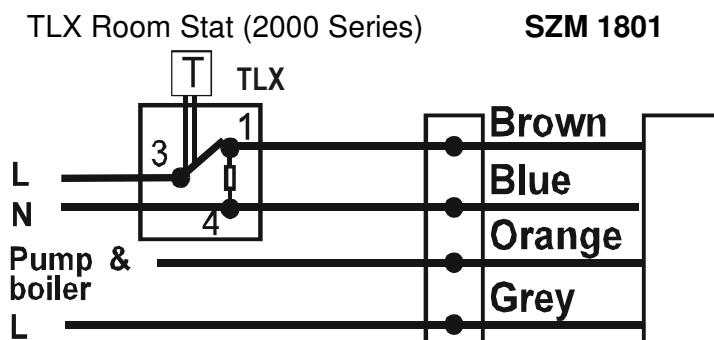 TLX Room Stat (2000 Series) SZM 1801
T TLX
1 Brown
3
L
Blue
N
4
Orange
Pump &
boiler
Grey
L